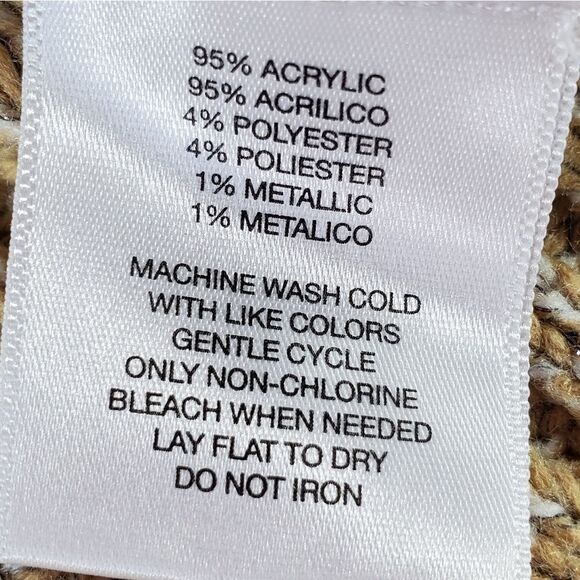 95% ACRYLIC
95% ACRILICO
4% POLYESTER
4% POLIESTER
1% METALLIC
1% METALICO
MACHINE WASH COLD
WITH LIKE COLORS
GENTLE CYCLE
ONLY NON-CHLORINE
BLEACH WHEN NEEDED
LAY FLAT TO DRY
DO NOT IRON